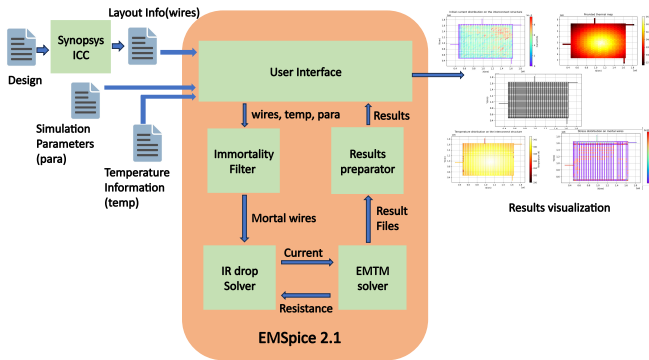 Layout Info(wires)
Synopsys
ICC
Design
User Interface
Simulation
Parameters
(para)
Temperature
Information
(temp)
wires, temp, para
Results
Immortality
Filter
Results
preparator
Mortal wires
Result
Files
IR drop
Solver
Current
EMTM
solver
Resistance
EMSpice 2.1
Results visualization